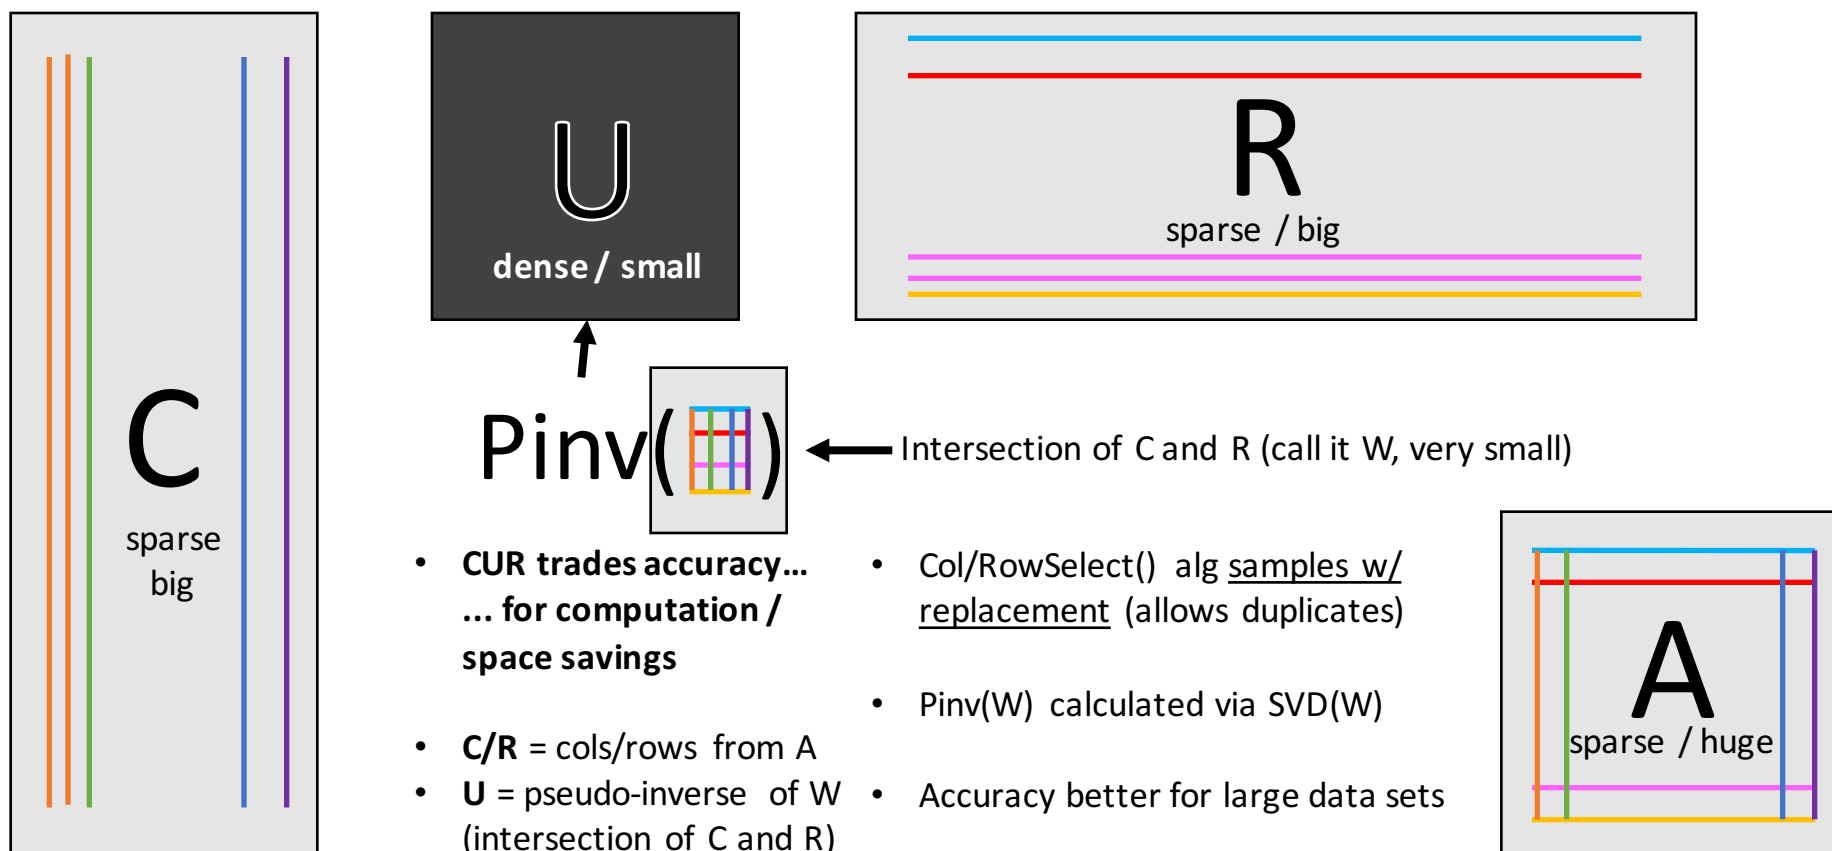 C
sparse
big
U
dense / small
R
sparse / big
Pinv( )
Intersection of C and R (call it W, very small)
• CUR trades accuracy…
... for computation /
space savings
• C/R = cols/rows from A
• U = pseudo-inverse of W
(intersection of C and R)
• Col/RowSelect() alg samples w/
replacement (allows duplicates)
• Pinv(W) calculated via SVD(W)
• Accuracy better for large data sets
A
sparse / huge